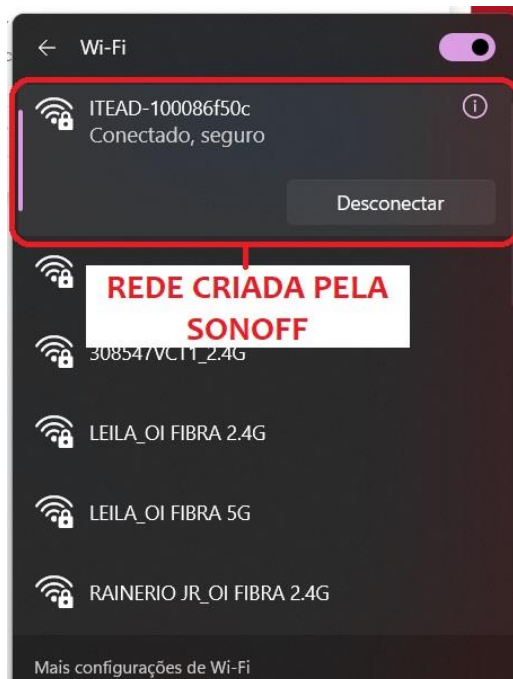 Wi-Fi
ITEAD-100086f50c
Conectado, seguro
Desconectar
REDE CRIADA PELA
SONOFF
308547VCT1_2.4G
LEILA_OI FIBRA 2.4G
LEILA_OI FIBRA 5G
RAINERIO JR_OI FIBRA 2.4G
Mais configurações de Wi-Fi